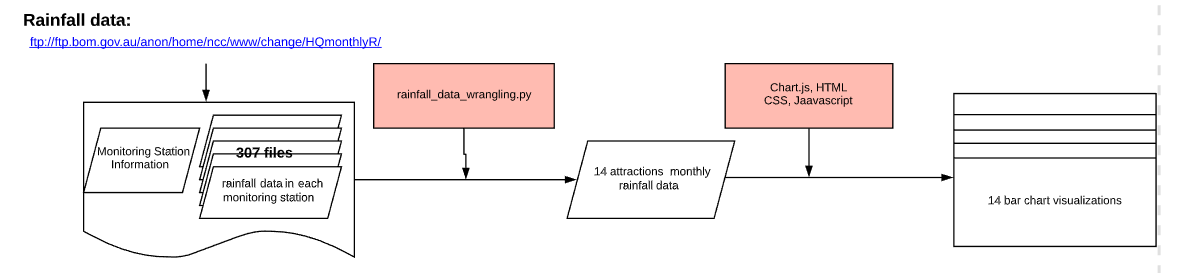 Rainfall data:
ftp://ftp.bom.gov.au/anon/home/ncc/www/change/HQmonthlyR/
rainfall_data_wrangling.py
Chart.js, HTML
CSS, Jaavascript
Monitoring Station
Information
307 files
rainfall data in each
monitoring station
14 attractions monthly
rainfall data
14 bar chart visualizations